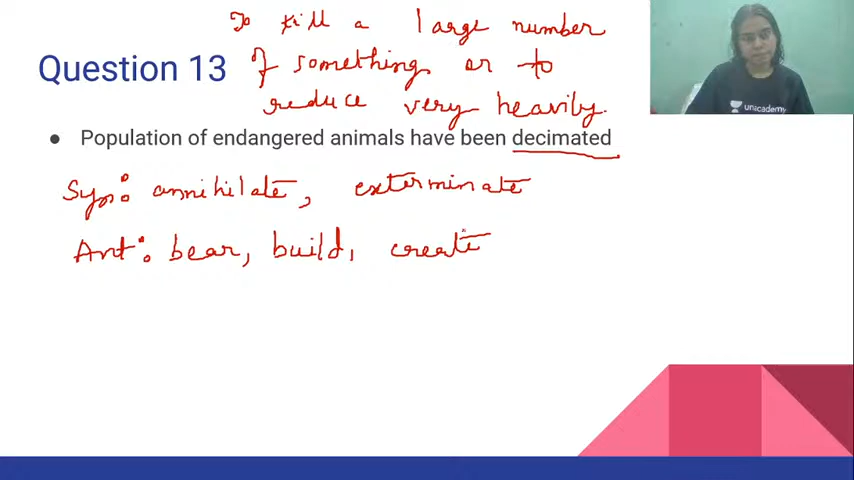 To kill a large number
Question 13 of something or to
reduce very heavily.
unacademy
● Population of endangered animals have been decimated
Syn: annihilate, exterminate
Ant: bear, build, create